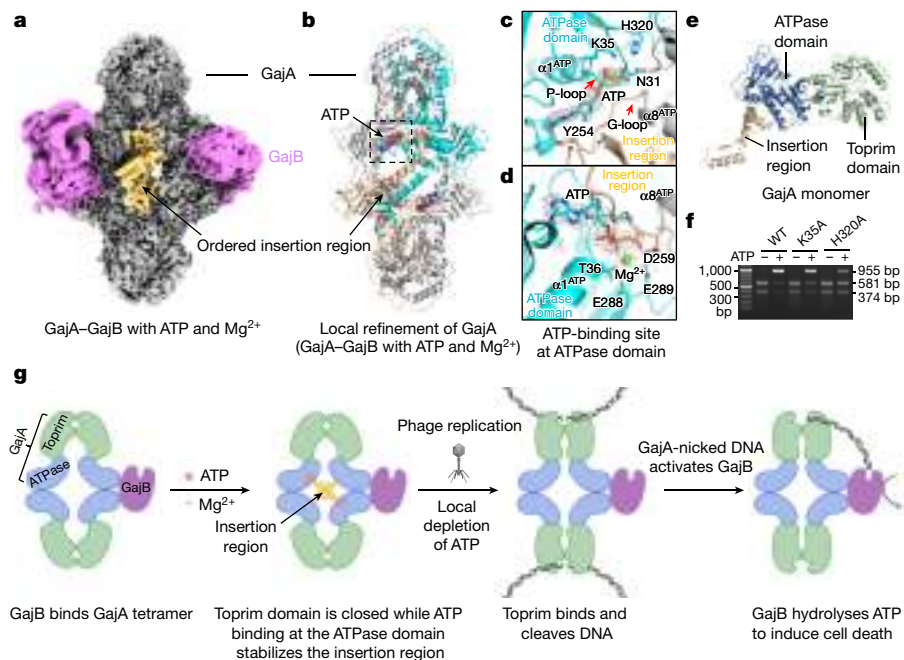 a
GajA
GajB
Ordered insertion region
GajA–GajB with ATP and Mg²⁺
b
ATP
Local refinement of GajA
(GajA–GajB with ATP and Mg²⁺)
c
ATPase
domain
H320
K35
α1ᴬᵀᴾ
N31
P-loop
ATP
G-loop
α8ᴬᵀᴾ
Y254
Insertion
region
d
Insertion
region
ATP
α8ᴬᵀᴾ
D259
T36
Mg²⁺
α1ᴬᵀᴾ
E289
ATPase
domain
E288
ATP-binding site
at ATPase domain
e
ATPase
domain
Insertion
region
Toprim
domain
GajA monomer
f
WT
K35A
H320A
ATP – + – + – +
1,000
500
300
bp
955 bp
581 bp
374 bp
g
GajA
Toprim
ATPase
GajB
ATP
Mg²⁺
Insertion
region
Phage replication
Local
depletion
of ATP
GajA-nicked DNA
activates GajB
GajB binds GajA tetramer
Toprim domain is closed while ATP
binding at the ATPase domain
stabilizes the insertion region
Toprim binds and
cleaves DNA
GajB hydrolyses ATP
to induce cell death